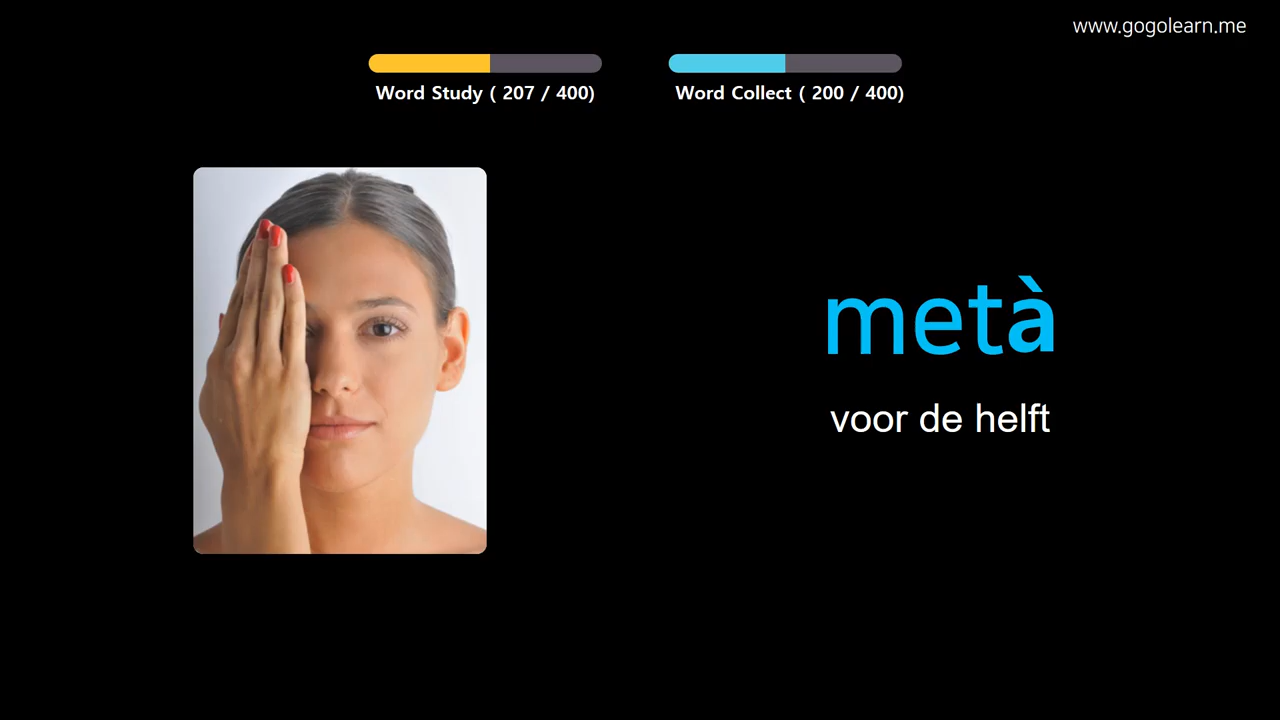 www.gogolearn.me
Word Study ( 207 / 400)
Word Collect ( 200 / 400)
metà
voor de helft